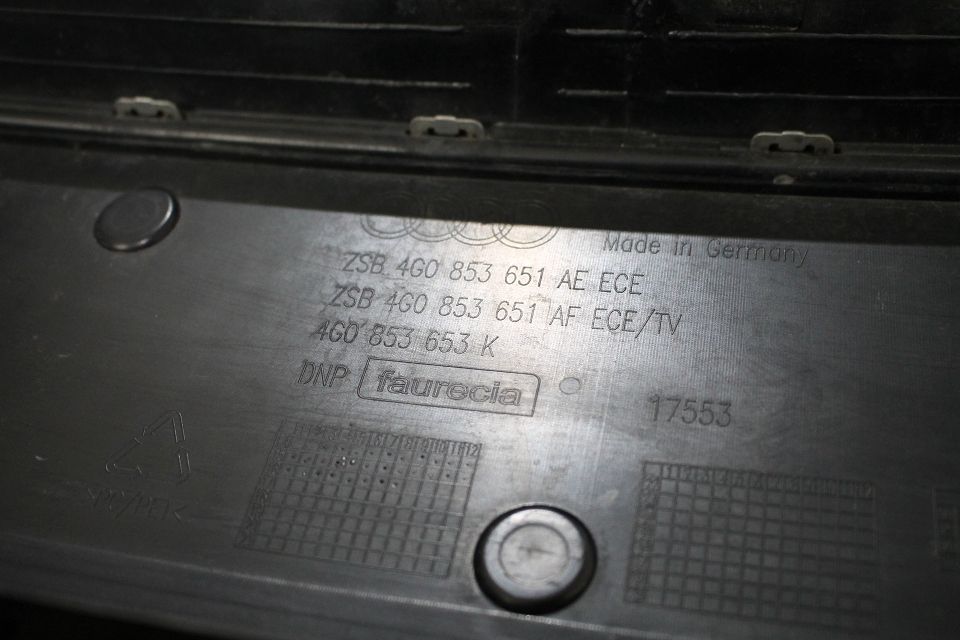 Made in Germany
ZSB 4G0 853 651 AE ECE
ZSB 4G0 853 651 AF ECE/TV
4G0 853 653 K
DNP faurecia
17553